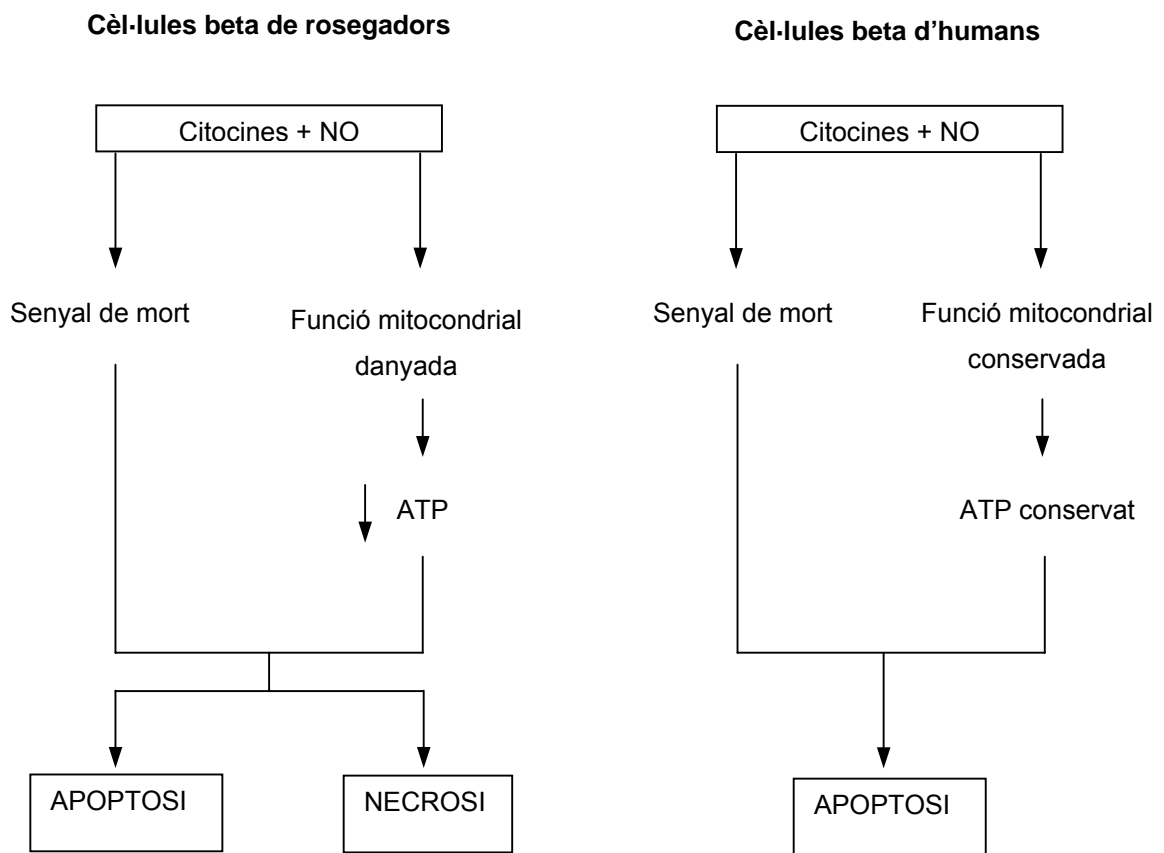 Cèl·lules beta de rosegadors
Citocines + NO
Senyal de mort
Funció mitocondrial
danyada
ATP
APOPTOSI
NECROSI
Cèl·lules beta d’humans
Citocines + NO
Senyal de mort
Funció mitocondrial
conservada
ATP conservat
APOPTOSI